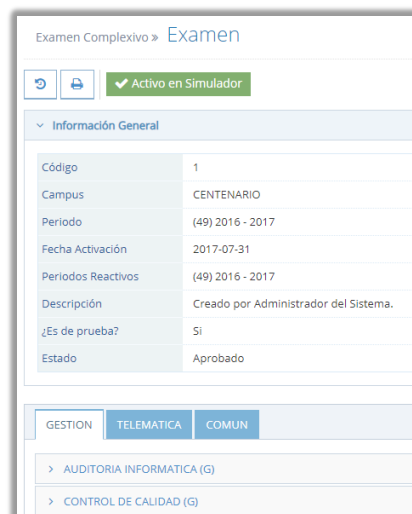 Examen Complexivo » Examen
✔ Activo en Simulador
Información General
Código 1
Campus CENTENARIO
Periodo (49) 2016 - 2017
Fecha Activación 2017-07-31
Periodos Reactivos (49) 2016 - 2017
Descripción Creado por Administrador del Sistema.
¿Es de prueba? Si
Estado Aprobado
GESTION TELEMATICA COMUN
> AUDITORIA INFORMATICA (G)
> CONTROL DE CALIDAD (G)